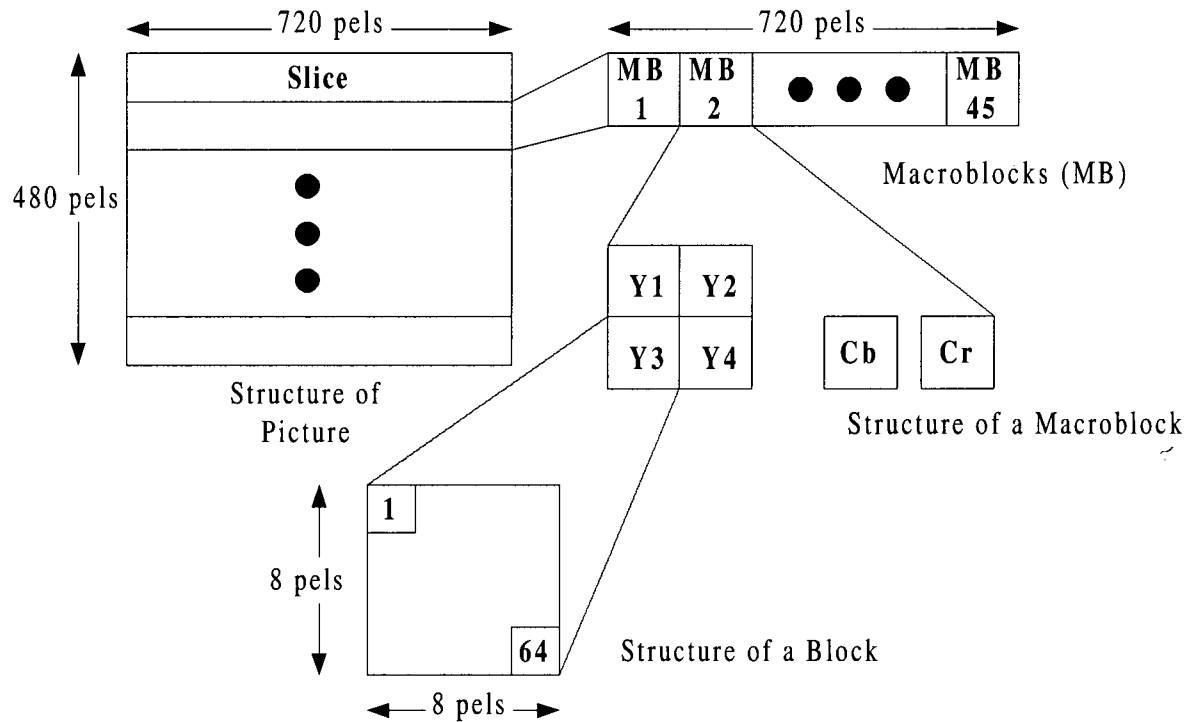 720 pels
720 pels
Slice
MB MB MB
1 2 45
Macroblocks (MB)
480 pels
Y1 Y2
Y3 Y4 Cb Cr
Structure of
Picture
Structure of a Macroblock
1
8 pels
64
Structure of a Block
8 pels